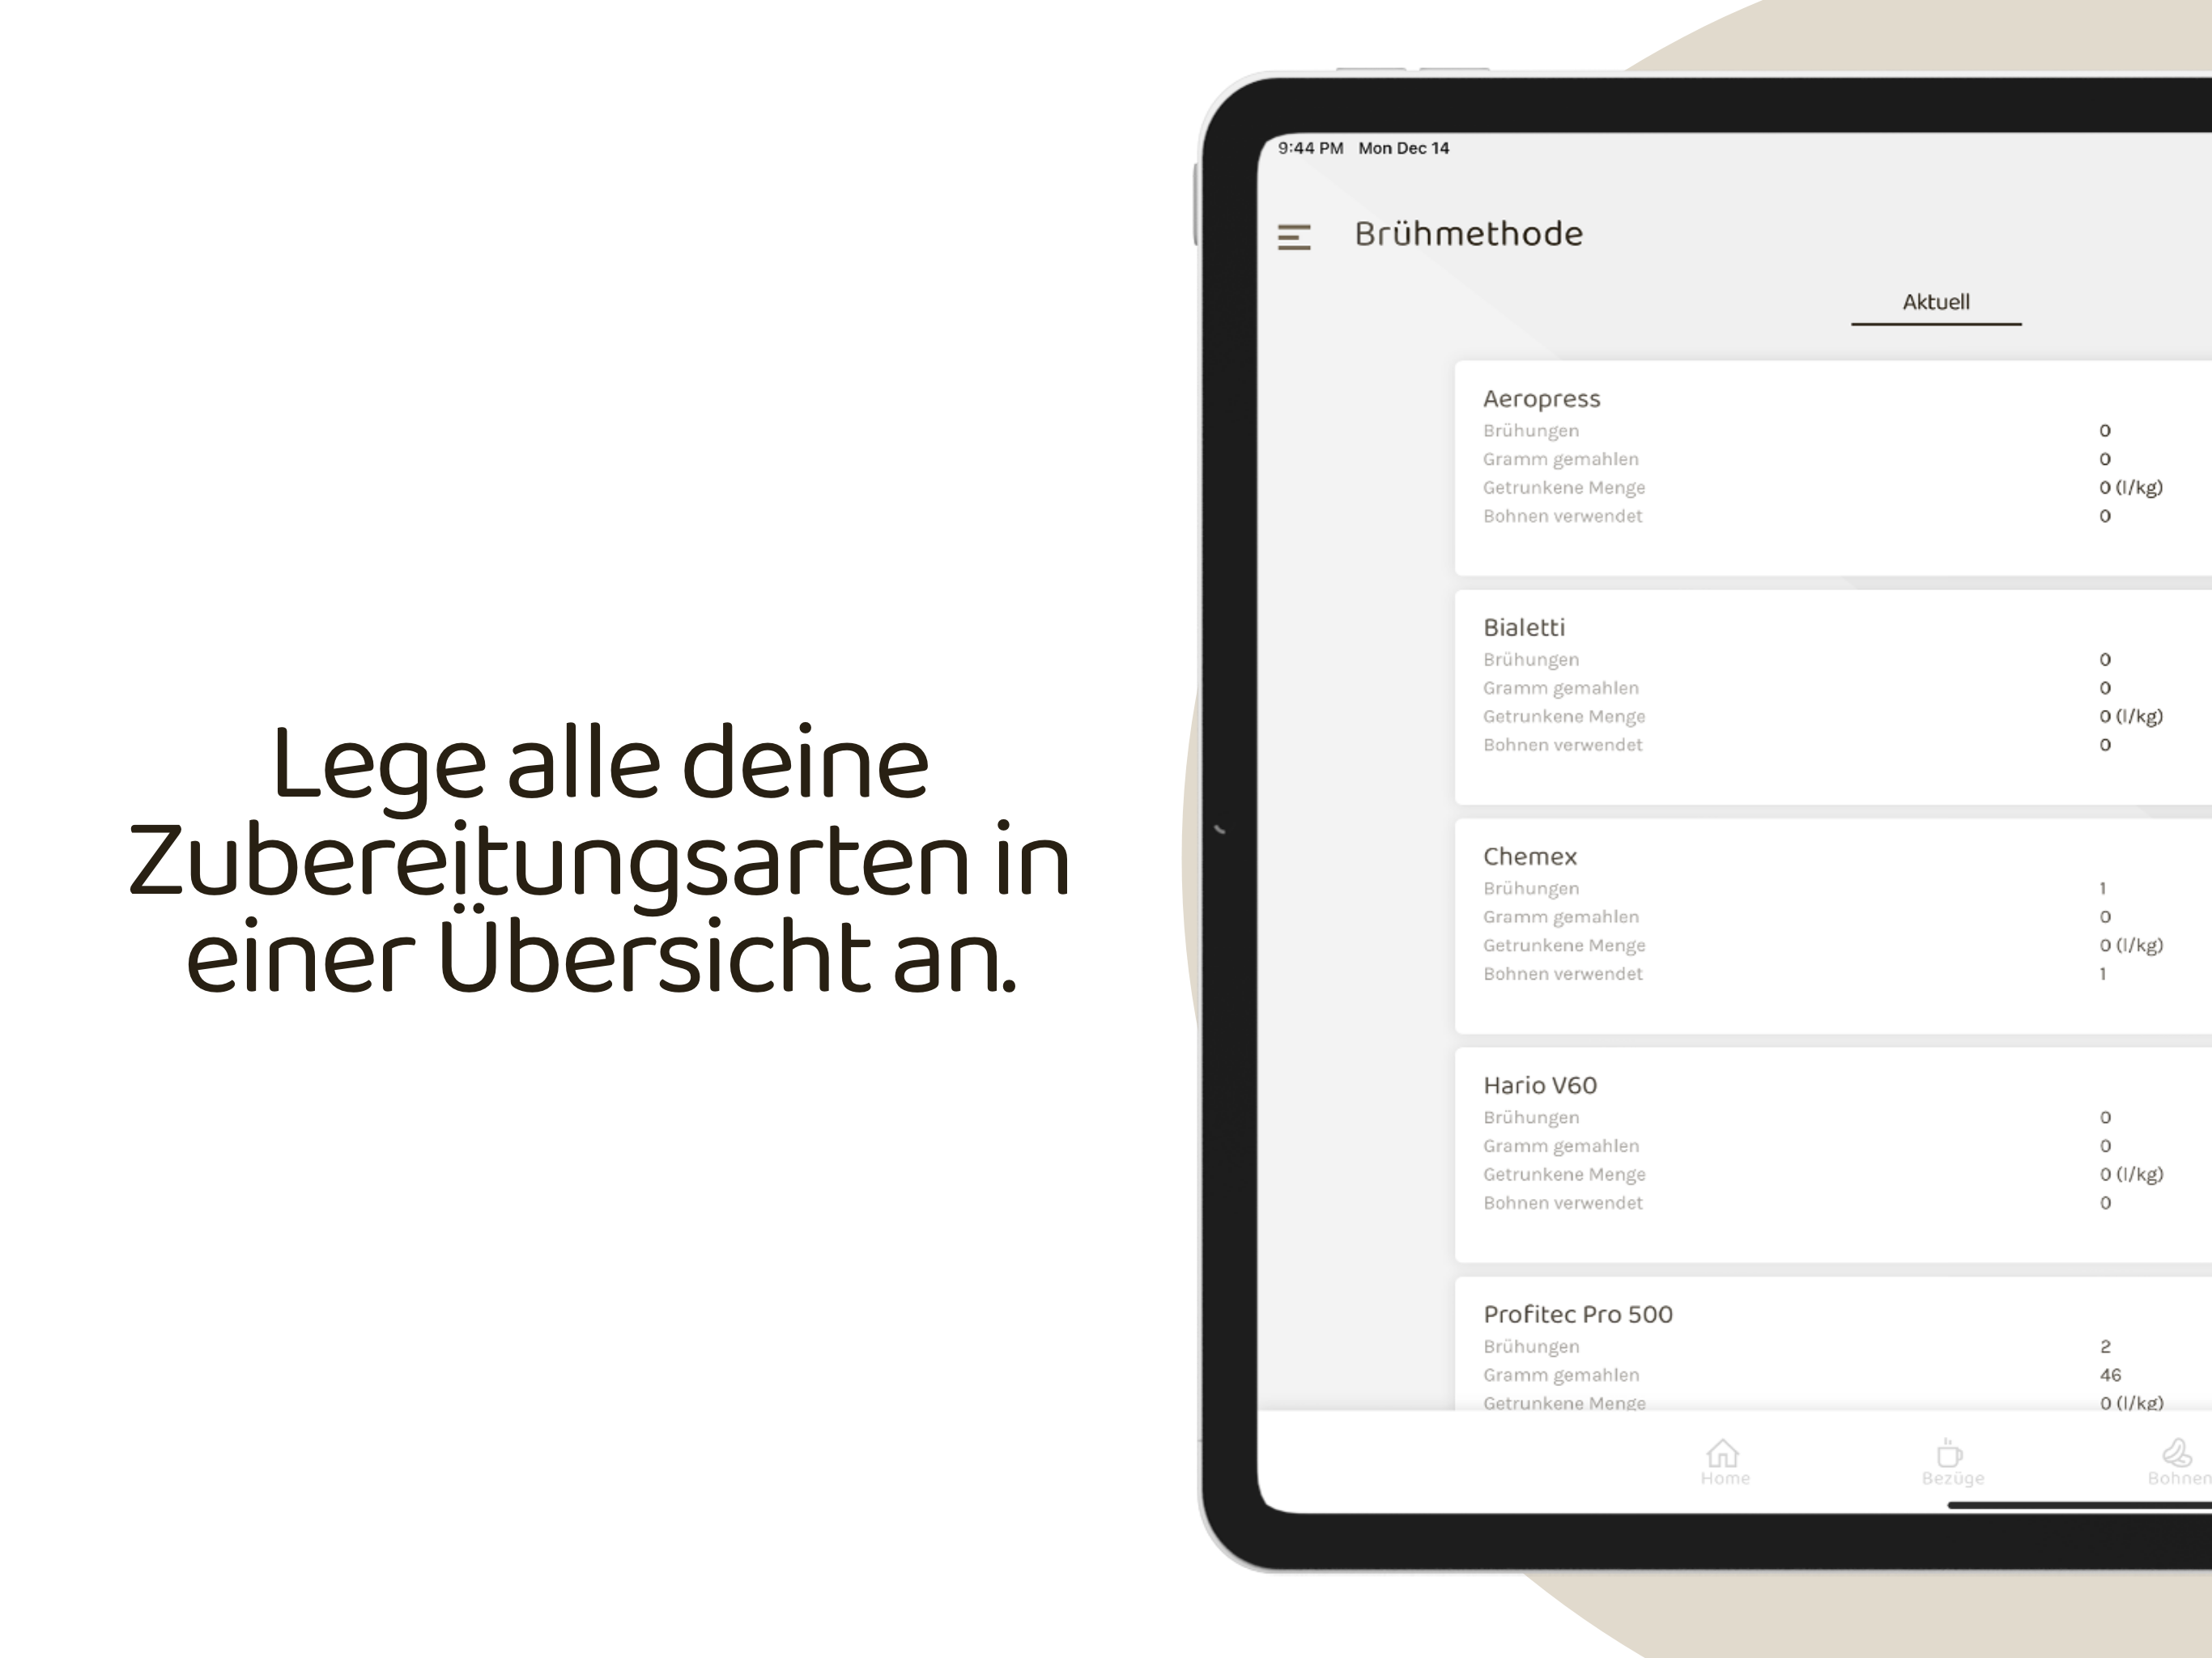 Lege alle deine
Zubereitungsarten in
einer Übersicht an.
9:44 PM Mon Dec 14
Brühmethode
Aktuell
Aeropress
Brühungen 0
Gramm gemahlen 0
Getrunkene Menge 0 (l/kg)
Bohnen verwendet 0
Bialetti
Brühungen 0
Gramm gemahlen 0
Getrunkene Menge 0 (l/kg)
Bohnen verwendet 0
Chemex
Brühungen 1
Gramm gemahlen 0
Getrunkene Menge 0 (l/kg)
Bohnen verwendet 1
Hario V60
Brühungen 0
Gramm gemahlen 0
Getrunkene Menge 0 (l/kg)
Bohnen verwendet 0
Profitec Pro 500
Brühungen 2
Gramm gemahlen 46
Getrunkene Menge 0 (l/kg)
Home Bezüge Bohnen